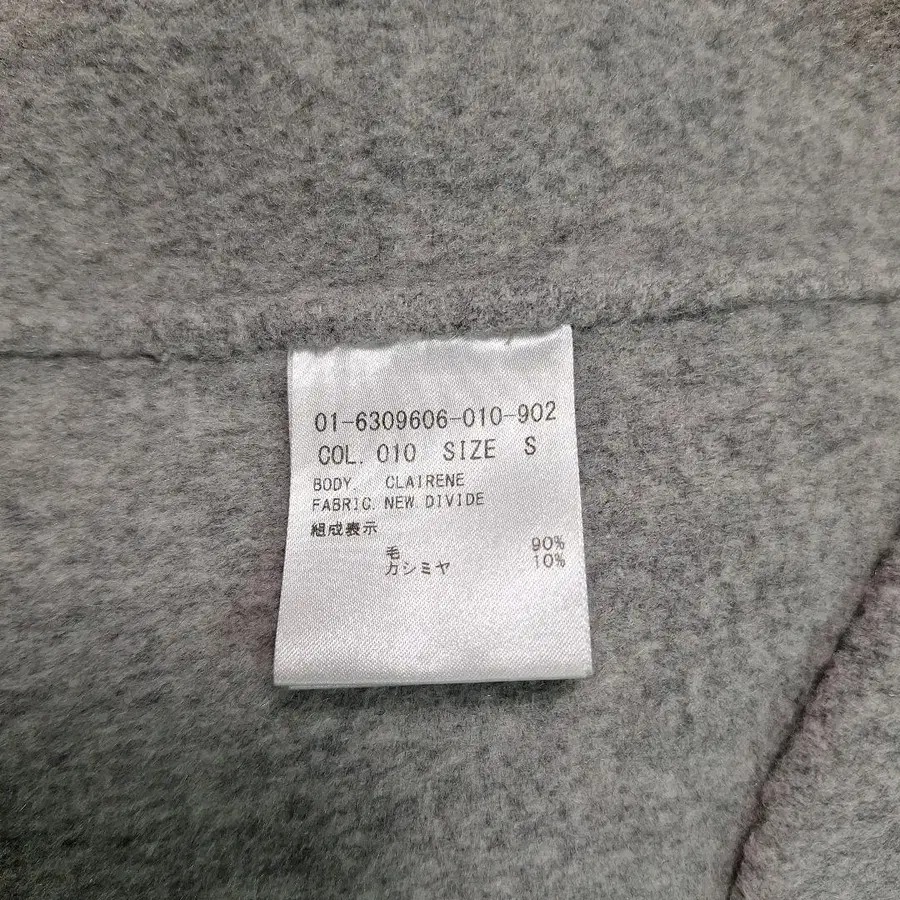 01-6309606-010-902
COL. 010 SIZE S
BODY. CLAIRENE
FABRIC. NEW DIVIDE
組成表示
毛 90%
カシミヤ 10%